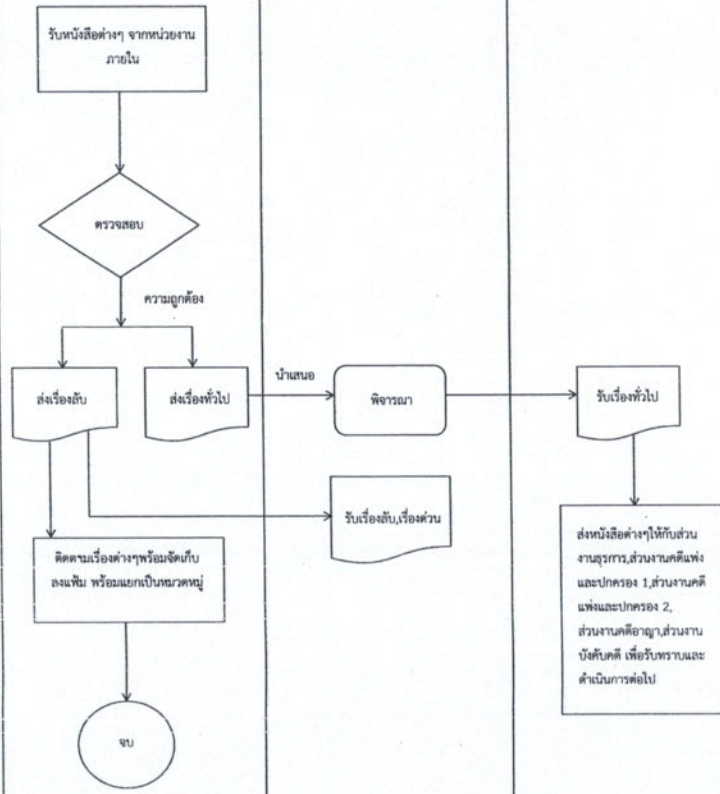 รับหนังสือต่างๆ จากหน่วยงาน
ภายใน
ตรวจสอบ
ความถูกต้อง
ส่งเรื่องลับ
ส่งเรื่องทั่วไป
นำเสนอ
พิจารณา
รับเรื่องทั่วไป
รับเรื่องลับ,เรื่องด่วน
ติดตามเรื่องต่างๆพร้อมจัดเก็บ
ลงแฟ้ม พร้อมแยกเป็นหมวดหมู่
ส่งหนังสือต่างๆให้กับส่วน
งานธุรการ,ส่วนงานคดีแพ่ง
และปกครอง 1,ส่วนงานคดี
แพ่งและปกครอง 2,
ส่วนงานคดีอาญา,ส่วนงาน
บังคับคดี เพื่อรับทราบและ
ดำเนินการต่อไป
จบ